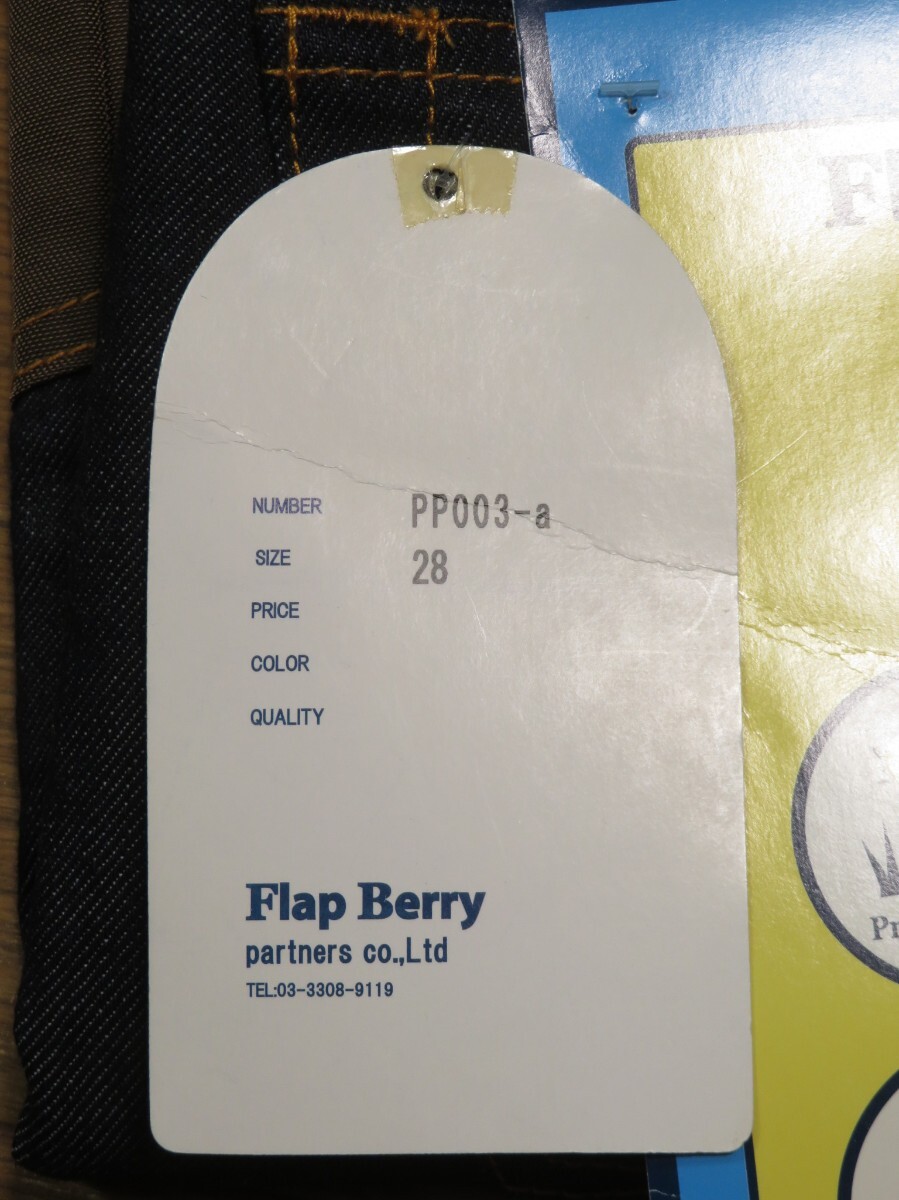 NUMBER PP003-a
SIZE 28
PRICE
COLOR
QUALITY
Flap Berry
partners co.,Ltd
TEL:03-3308-9119